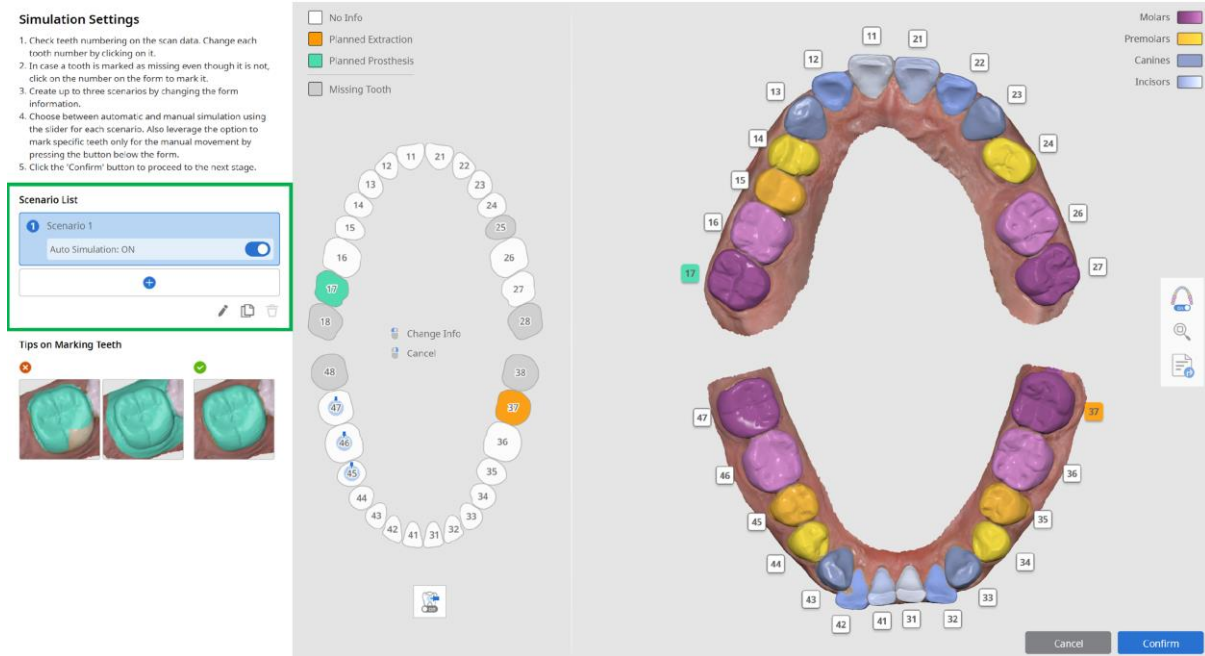 Simulation Settings
1. Check teeth numbering on the scan data. Change each
tooth number by clicking on it.
2. In case a tooth is marked as missing even though it is not,
click on the number on the form to mark it.
3. Create up to three scenarios by changing the form
information.
4. Choose between automatic and manual simulation using
the slider for each scenario. Also leverage the option to
mark specific teeth only for the manual movement by
pressing the button below the form.
5. Click the 'Confirm' button to proceed to the next stage.
Scenario List
1 Scenario 1
Auto Simulation: ON
Tips on Marking Teeth
No Info
Planned Extraction
Planned Prosthesis
Missing Tooth
11 21
12 22
13 23
14 24
15 25
16 26
17 27
18 28
Change Info
Cancel
48 38
47 37
46 36
45 35
44 34
43 33
42 41 31 32
Molars
Premolars
Canines
Incisors
11 21
12 22
13 23
14 24
15
16 26
17 27
47 37
46 36
45 35
44 34
43 33
42 41 31 32
Cancel Confirm